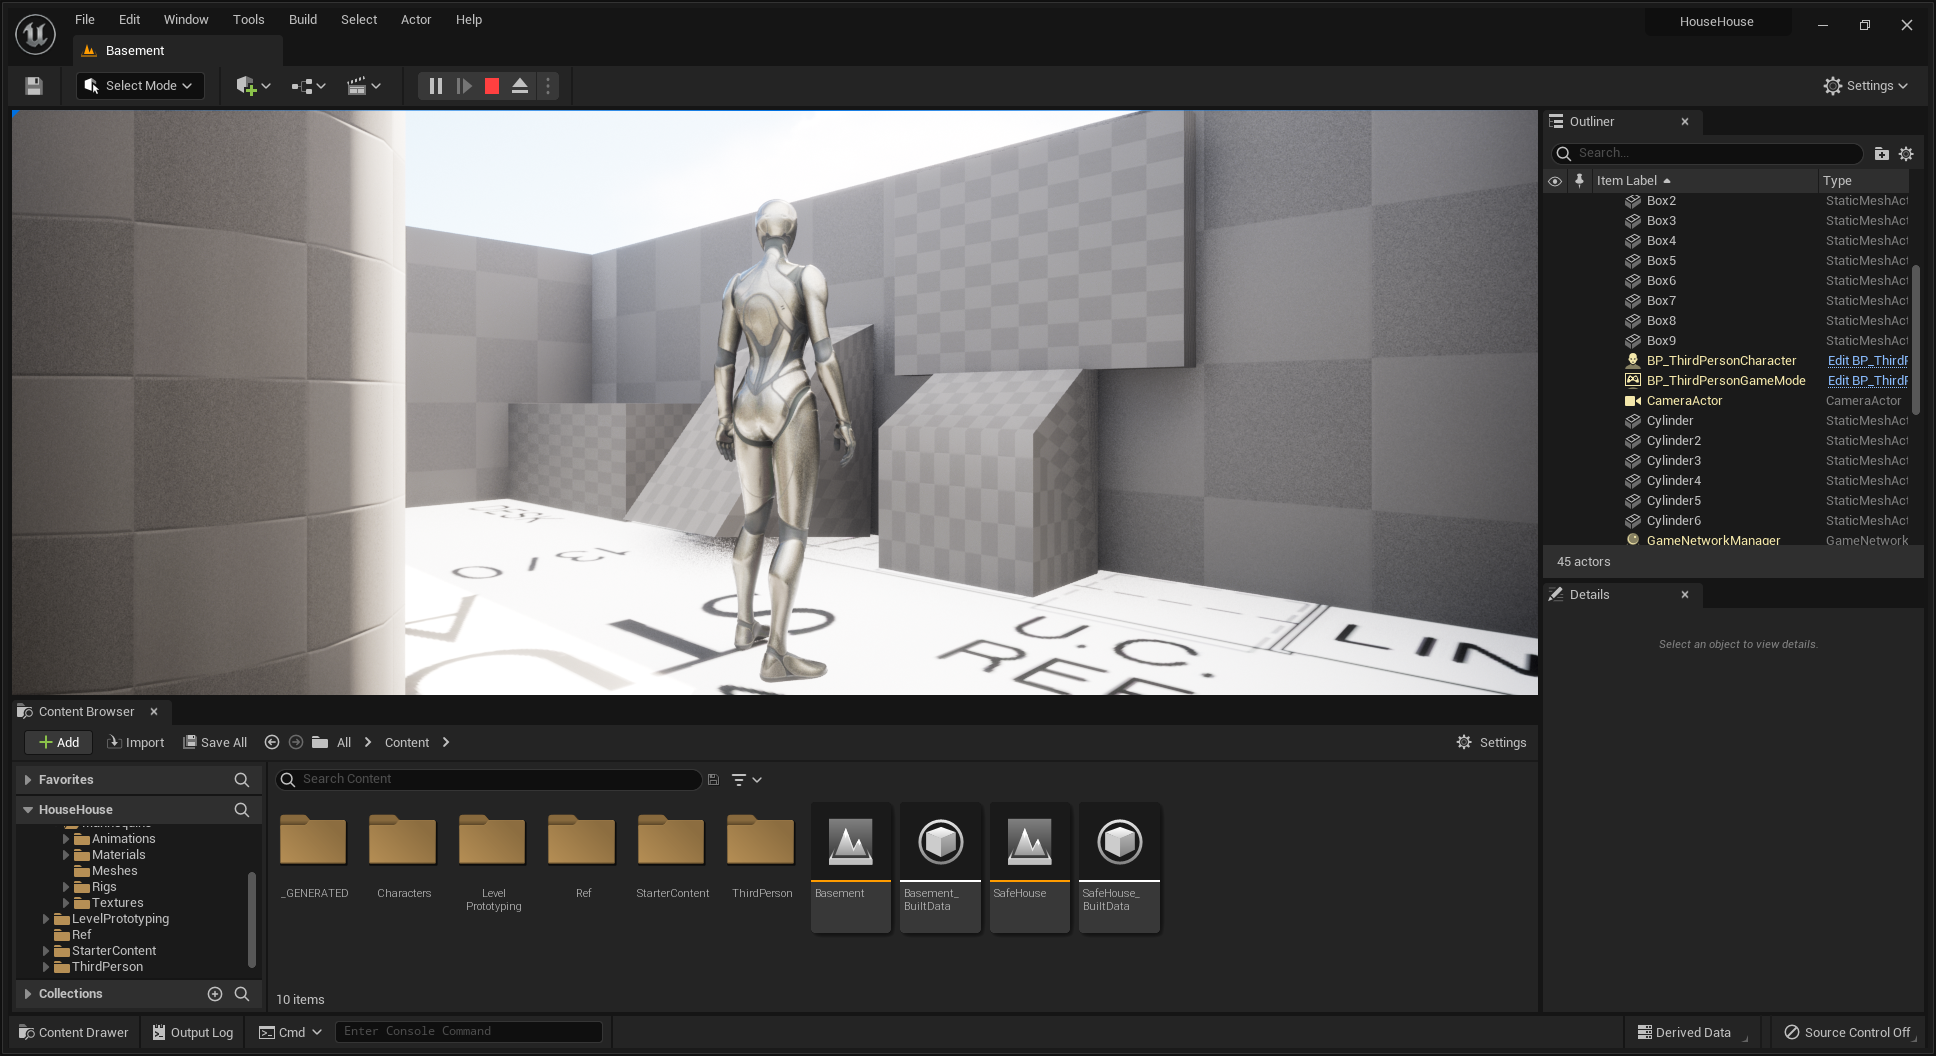 File Edit Window Tools Build Select Actor Help
HouseHouse
Basement
Select Mode
Settings
Outliner
Search...
Item Label Type
Box2 StaticMeshAct
Box3 StaticMeshAct
Box4 StaticMeshAct
Box5 StaticMeshAct
Box6 StaticMeshAct
Box7 StaticMeshAct
Box8 StaticMeshAct
Box9 StaticMeshAct
BP_ThirdPersonCharacter Edit BP_ThirdP
BP_ThirdPersonGameMode Edit BP_ThirdP
CameraActor CameraActor
Cylinder StaticMeshAct
Cylinder2 StaticMeshAct
Cylinder3 StaticMeshAct
Cylinder4 StaticMeshAct
Cylinder5 StaticMeshAct
Cylinder6 StaticMeshAct
GameNetworkManager GameNetwork
45 actors
Details
Select an object to view details.
DESK
U.C.
REF.
LIN
Content Browser
Add Import Save All All Content Settings
Favorites
HouseHouse
Animations
Materials
Meshes
Rigs
Textures
LevelPrototyping
Ref
StarterContent
ThirdPerson
Collections
Search Content
_GENERATED
Characters
Level
Prototyping
Ref
StarterContent
ThirdPerson
Basement
Basement_
BuiltData
SafeHouse
SafeHouse_
BuiltData
10 items
Content Drawer Output Log Cmd Enter Console Command Derived Data Source Control Off